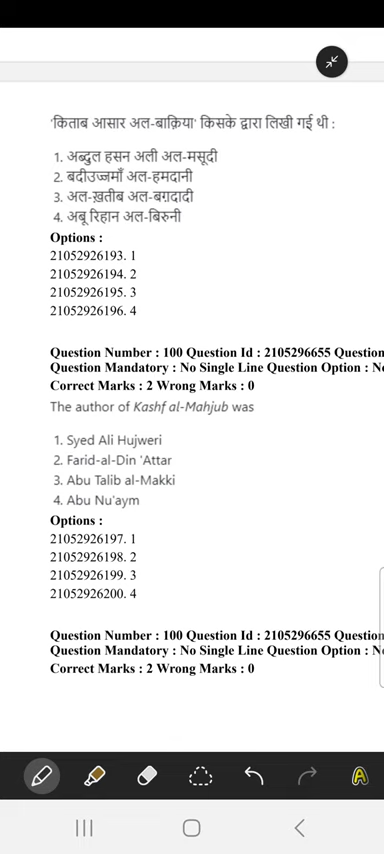 'किताब आसार अल-बाक़िया' किसके द्वारा लिखी गई थी :
1. अब्दुल हसन अली अल-मसूदी
2. बदीउज्जमाँ अल-हमदानी
3. अल-ख़तीब अल-बग़दादी
4. अबू रिहान अल-बिरुनी
Options :
21052926193. 1
21052926194. 2
21052926195. 3
21052926196. 4
Question Number : 100 Question Id : 2105296655 Question
Question Mandatory : No Single Line Question Option : No
Correct Marks : 2 Wrong Marks : 0
The author of Kashf al-Mahjub was
1. Syed Ali Hujweri
2. Farid-al-Din 'Attar
3. Abu Talib al-Makki
4. Abu Nu'aym
Options :
21052926197. 1
21052926198. 2
21052926199. 3
21052926200. 4
Question Number : 100 Question Id : 2105296655 Question
Question Mandatory : No Single Line Question Option : No
Correct Marks : 2 Wrong Marks : 0
A